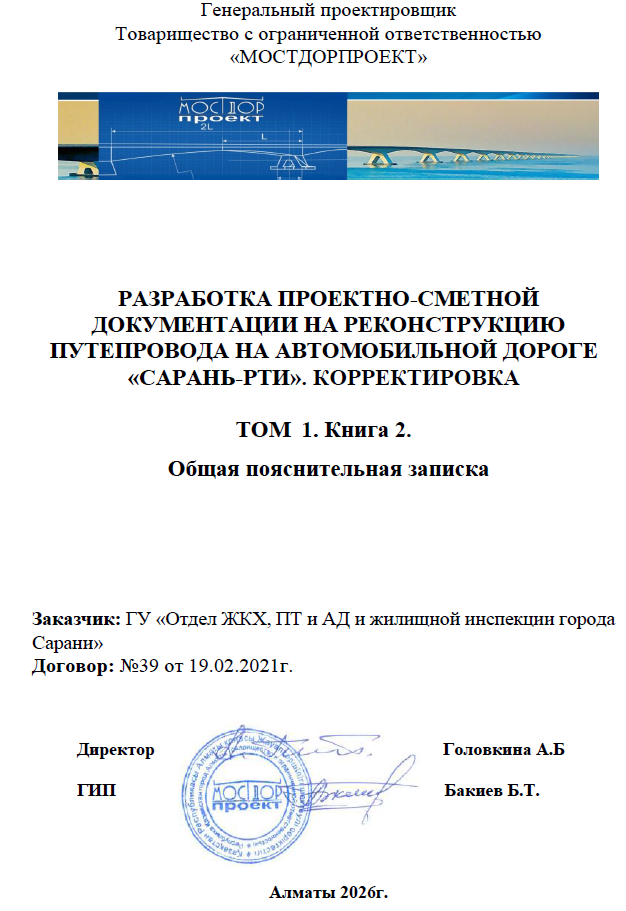 Генеральный проектировщик
Товарищество с ограниченной ответственностью
«МОСТДОРПРОЕКТ»
МОСТДОР
проект
2L
L
РАЗРАБОТКА ПРОЕКТНО-СМЕТНОЙ
ДОКУМЕНТАЦИИ НА РЕКОНСТРУКЦИЮ
ПУТЕПРОВОДА НА АВТОМОБИЛЬНОЙ ДОРОГЕ
«САРАНЬ-РТИ». КОРРЕКТИРОВКА
ТОМ 1. Книга 2.
Общая пояснительная записка
Заказчик: ГУ «Отдел ЖКХ, ПТ и АД и жилищной инспекции города
Сарани»
Договор: №39 от 19.02.2021г.
Директор Головкина А.Б
ГИП Бакиев Б.Т.
МОСТДОР
проект
Алматы 2026г.